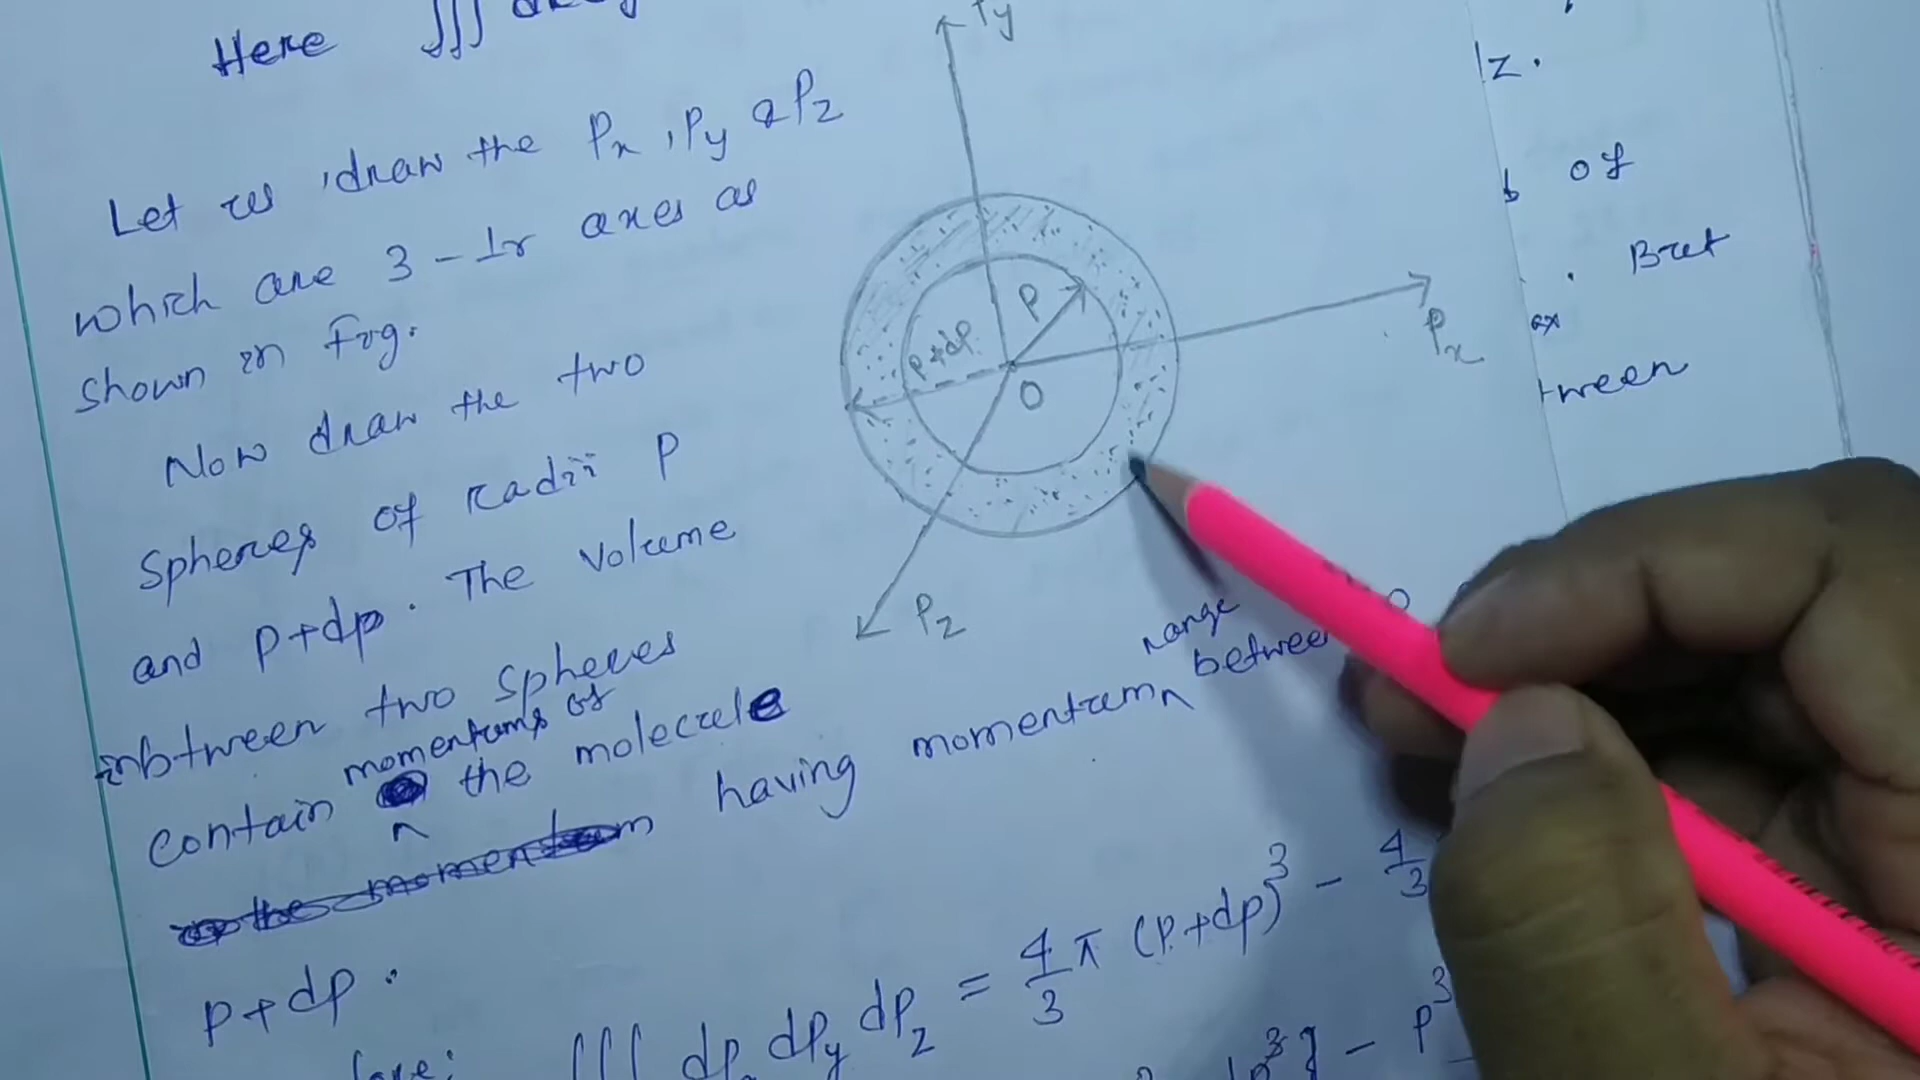 Here ∭
Let us draw the Px, Py & Pz
which are 3-⊥r axes as
shown in Fig.
Now draw the two
spheres of radii P
and P+dp. The volume
inbtween two spheres
momentums of
contain the molecule
having momentum range between
P+dp.
∭ dp dpy dpz = 4/3 π (P+dp)³ - 4/3
] - P³
Py
P
P+dp
O
Px
Pz
z.
of
. But
tween